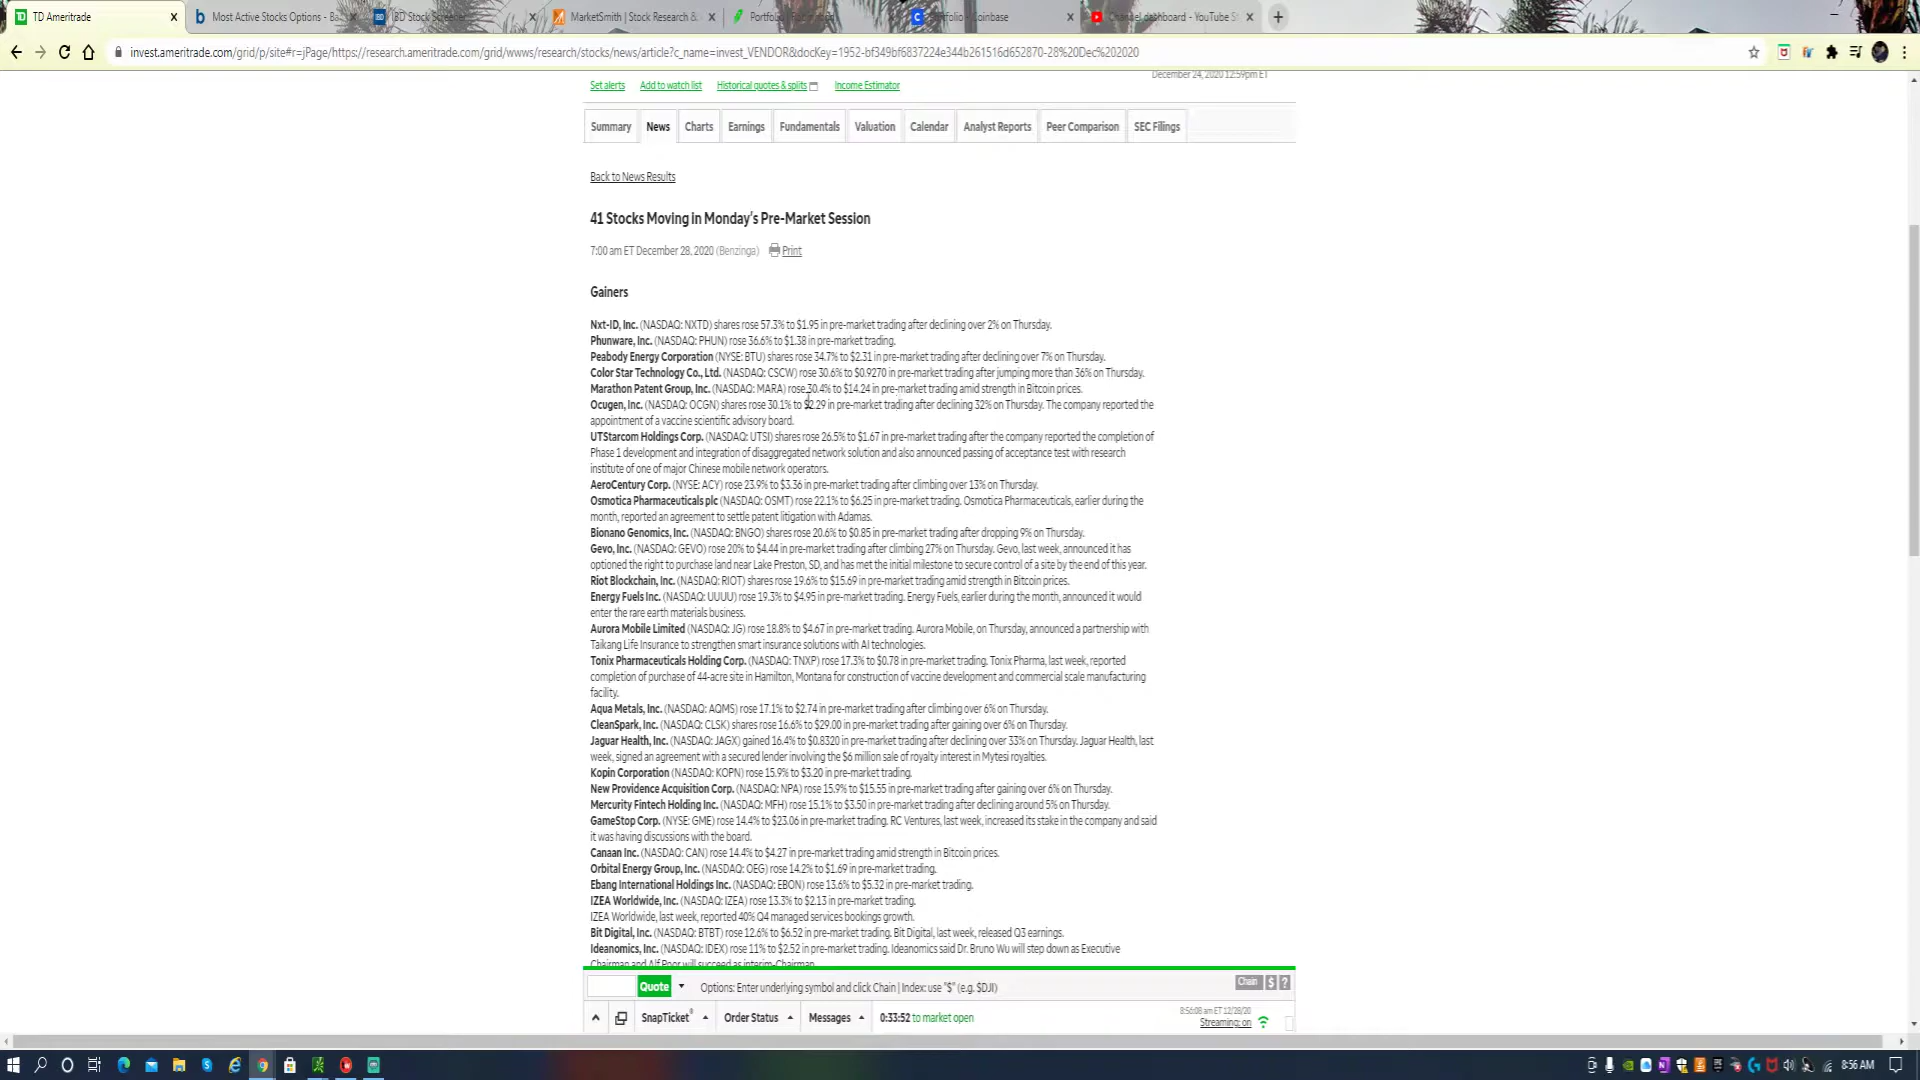 TD Ameritrade
Most Active Stocks Options - Ba
IBD Stock Screener
MarketSmith | Stock Research &
Portfolio
Coinbase
Channel dashboard - YouTube S
invest.ameritrade.com/grid/p/site#r=jPage/https://research.ameritrade.com/grid/wwws/research/stocks/news/article?c_name=invest_VENDOR&docKey=1952-bf349bf6837224e344b261516d652870-28%20Dec%202020
December 24, 2020 12:59pm ET
Set alerts Add to watch list Historical quotes & splits Income Estimator
Summary News Charts Earnings Fundamentals Valuation Calendar Analyst Reports Peer Comparison SEC Filings
Back to News Results
41 Stocks Moving in Monday's Pre-Market Session
7:00 am ET December 28, 2020 (Benzinga) Print
Gainers
Nxt-ID, Inc. (NASDAQ: NXTD) shares rose 57.3% to $1.95 in pre-market trading after declining over 2% on Thursday.
Phunware, Inc. (NASDAQ: PHUN) rose 36.6% to $1.38 in pre-market trading.
Peabody Energy Corporation (NYSE: BTU) shares rose 34.7% to $2.31 in pre-market trading after declining over 7% on Thursday.
Color Star Technology Co., Ltd. (NASDAQ: CSCW) rose 30.6% to $0.9270 in pre-market trading after jumping more than 36% on Thursday.
Marathon Patent Group, Inc. (NASDAQ: MARA) rose 30.4% to $14.24 in pre-market trading amid strength in Bitcoin prices.
Ocugen, Inc. (NASDAQ: OCGN) shares rose 30.1% to $2.29 in pre-market trading after declining 32% on Thursday. The company reported the
appointment of a vaccine scientific advisory board.
UTStarcom Holdings Corp. (NASDAQ: UTSI) shares rose 26.5% to $1.67 in pre-market trading after the company reported the completion of
Phase 1 development and integration of disaggregated network solution and also announced passing of acceptance test with research
institute of one of major Chinese mobile network operators.
AeroCentury Corp. (NYSE: ACY) rose 23.9% to $3.36 in pre-market trading after climbing over 13% on Thursday.
Osmotica Pharmaceuticals plc (NASDAQ: OSMT) rose 22.1% to $6.25 in pre-market trading. Osmotica Pharmaceuticals, earlier during the
month, reported an agreement to settle patent litigation with Adamas.
Bionano Genomics, Inc. (NASDAQ: BNGO) shares rose 20.6% to $0.85 in pre-market trading after dropping 9% on Thursday.
Gevo, Inc. (NASDAQ: GEVO) rose 20% to $4.44 in pre-market trading after climbing 27% on Thursday. Gevo, last week, announced it has
optioned the right to purchase land near Lake Preston, SD, and has met the initial milestone to secure control of a site by the end of this year.
Riot Blockchain, Inc. (NASDAQ: RIOT) shares rose 19.6% to $15.69 in pre-market trading amid strength in Bitcoin prices.
Energy Fuels Inc. (NASDAQ: UUUU) rose 19.3% to $4.95 in pre-market trading. Energy Fuels, earlier during the month, announced it would
enter the rare earth materials business.
Aurora Mobile Limited (NASDAQ: JG) rose 18.8% to $4.67 in pre-market trading. Aurora Mobile, on Thursday, announced a partnership with
Taikang Life Insurance to strengthen smart insurance solutions with AI technologies.
Tonix Pharmaceuticals Holding Corp. (NASDAQ: TNXP) rose 17.3% to $0.78 in pre-market trading. Tonix Pharma, last week, reported
completion of purchase of 44-acre site in Hamilton, Montana for construction of vaccine development and commercial scale manufacturing
facility.
Aqua Metals, Inc. (NASDAQ: AQMS) rose 17.1% to $2.74 in pre-market trading after climbing over 6% on Thursday.
CleanSpark, Inc. (NASDAQ: CLSK) shares rose 16.6% to $29.00 in pre-market trading after gaining over 6% on Thursday.
Jaguar Health, Inc. (NASDAQ: JAGX) gained 16.4% to $0.8320 in pre-market trading after declining over 33% on Thursday. Jaguar Health, last
week, signed an agreement with a secured lender involving the $6 million sale of royalty interest in Mytesi royalties.
Kopin Corporation (NASDAQ: KOPN) rose 15.9% to $3.20 in pre-market trading.
New Providence Acquisition Corp. (NASDAQ: NPA) rose 15.9% to $15.55 in pre-market trading after gaining over 6% on Thursday.
Mercurity Fintech Holding Inc. (NASDAQ: MFH) rose 15.1% to $3.50 in pre-market trading after declining around 5% on Thursday.
GameStop Corp. (NYSE: GME) rose 14.4% to $23.06 in pre-market trading. RC Ventures, last week, increased its stake in the company and said
it was having discussions with the board.
Canaan Inc. (NASDAQ: CAN) rose 14.4% to $4.27 in pre-market trading amid strength in Bitcoin prices.
Orbital Energy Group, Inc. (NASDAQ: OEG) rose 14.2% to $1.69 in pre-market trading.
Ebang International Holdings Inc. (NASDAQ: EBON) rose 13.6% to $5.32 in pre-market trading.
IZEA Worldwide, Inc. (NASDAQ: IZEA) rose 13.3% to $2.13 in pre-market trading.
IZEA Worldwide, last week, reported 40% Q4 managed services bookings growth.
Bit Digital, Inc. (NASDAQ: BTBT) rose 12.6% to $6.52 in pre-market trading. Bit Digital, last week, released Q3 earnings.
Ideanomics, Inc. (NASDAQ: IDEX) rose 11% to $2.52 in pre-market trading. Ideanomics said Dr. Bruno Wu will step down as Executive
Chairman and Alf Poor will succeed as interim-Chairman.
Quote Options: Enter underlying symbol and click Chain | Index: use "$" (e.g. $DJI) Chain $ ?
SnapTicket® Order Status Messages 0:33:52 to market open
8:56:08 am ET 12/28/20
Streaming: on
8:56 AM